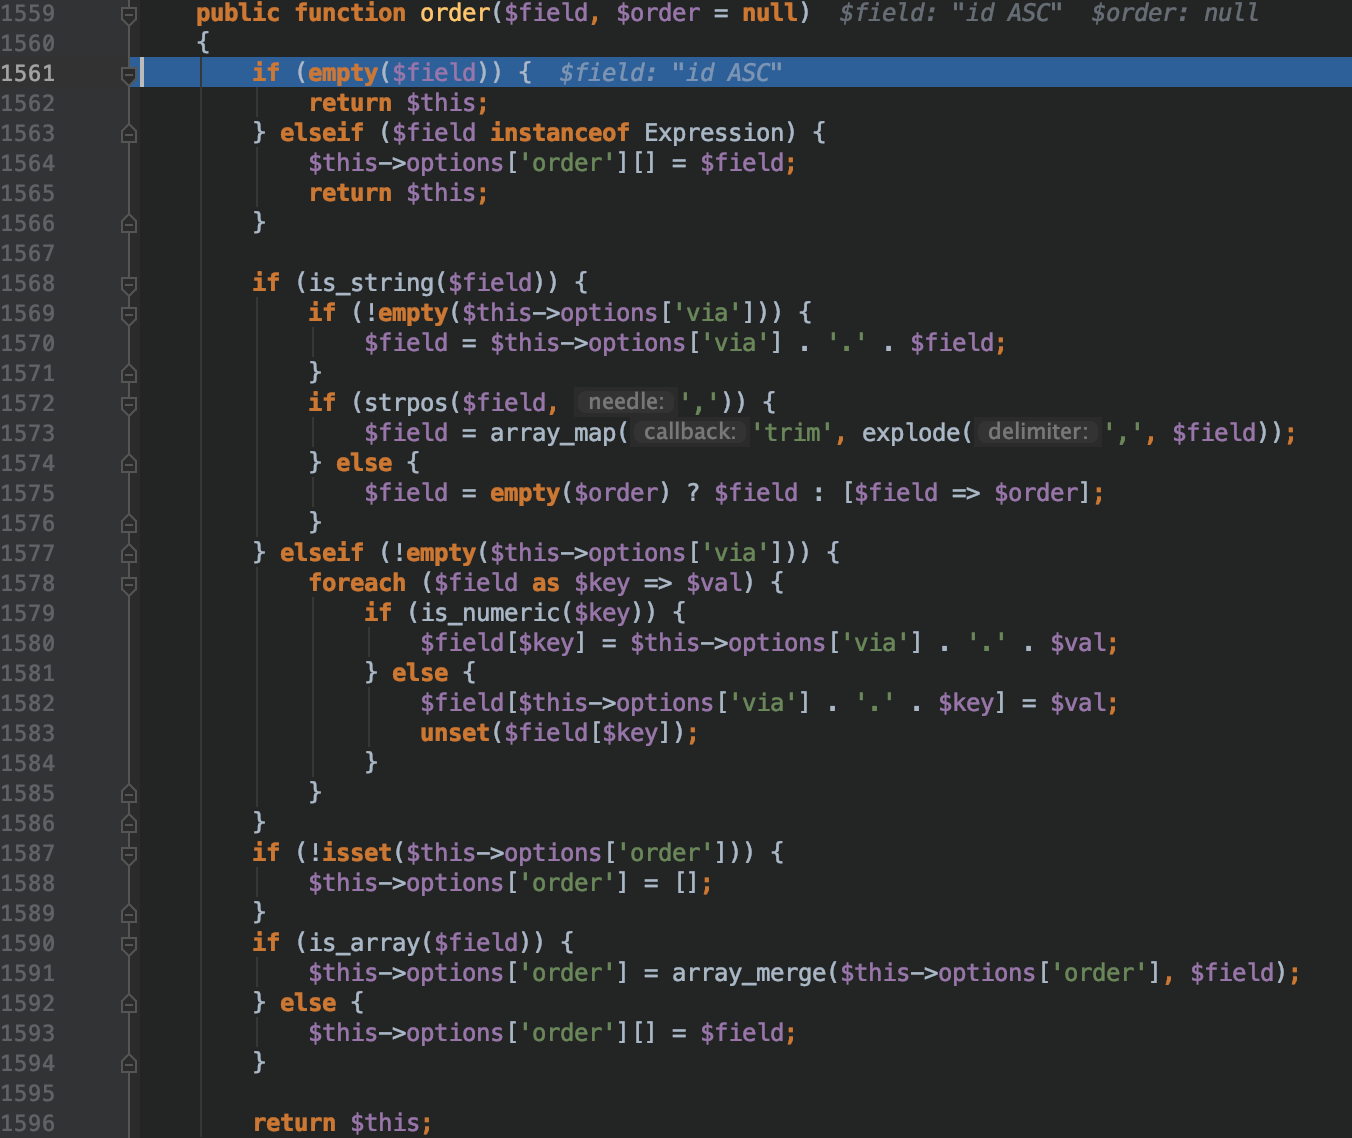 1559 public function order($field, $order = null)  $field: "id ASC"  $order: null
1560 {
1561     if (empty($field)) {  $field: "id ASC"
1562         return $this;
1563     } elseif ($field instanceof Expression) {
1564         $this->options['order'][] = $field;
1565         return $this;
1566     }
1567
1568     if (is_string($field)) {
1569         if (!empty($this->options['via'])) {
1570             $field = $this->options['via'] . '.' . $field;
1571         }
1572         if (strpos($field, needle: ',')) {
1573             $field = array_map( callback: 'trim', explode( delimiter: ',', $field));
1574         } else {
1575             $field = empty($order) ? $field : [$field => $order];
1576         }
1577     } elseif (!empty($this->options['via'])) {
1578         foreach ($field as $key => $val) {
1579             if (is_numeric($key)) {
1580                 $field[$key] = $this->options['via'] . '.' . $val;
1581             } else {
1582                 $field[$this->options['via'] . '.' . $key] = $val;
1583                 unset($field[$key]);
1584             }
1585         }
1586     }
1587     if (!isset($this->options['order'])) {
1588         $this->options['order'] = [];
1589     }
1590     if (is_array($field)) {
1591         $this->options['order'] = array_merge($this->options['order'], $field);
1592     } else {
1593         $this->options['order'][] = $field;
1594     }
1595
1596     return $this;